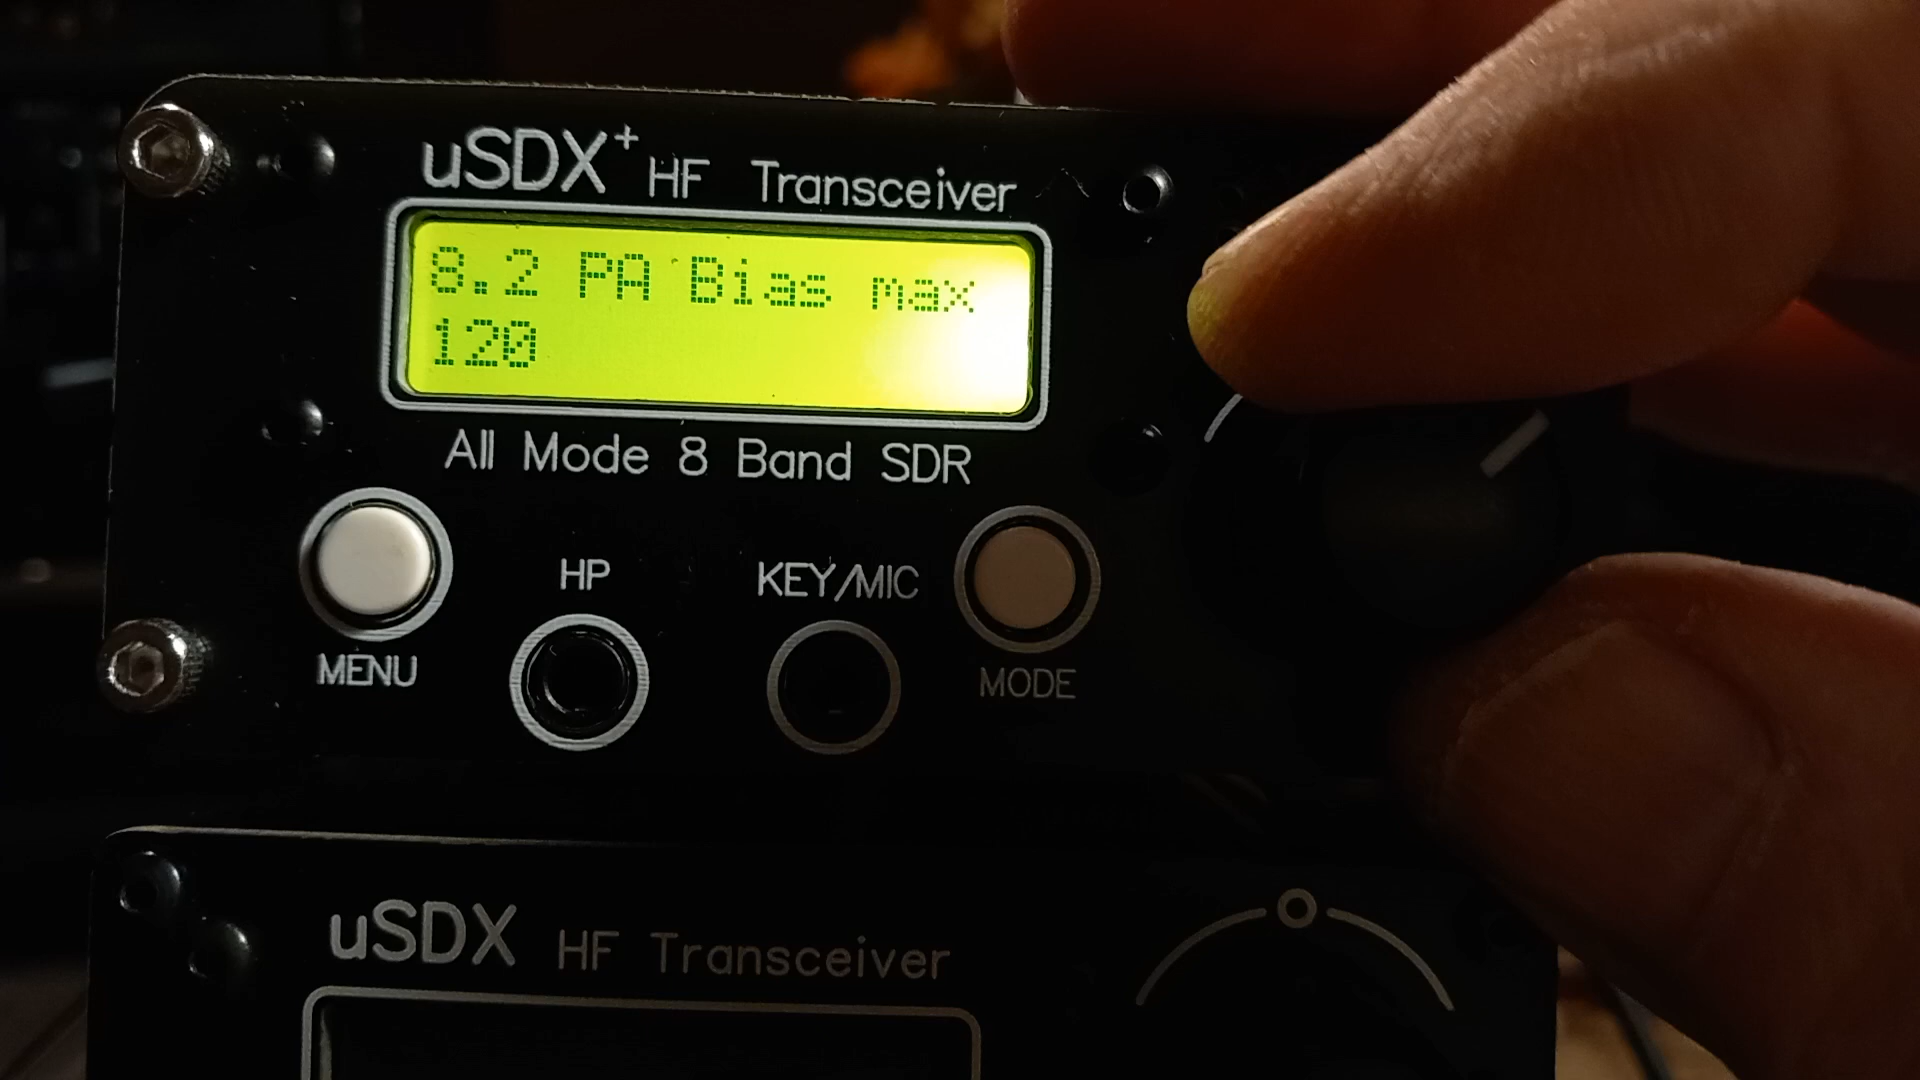 uSDX+ HF Transceiver
8.2 PA Bias max
120
All Mode 8 Band SDR
HP
KEY/MIC
MENU
MODE
uSDX HF Transceiver